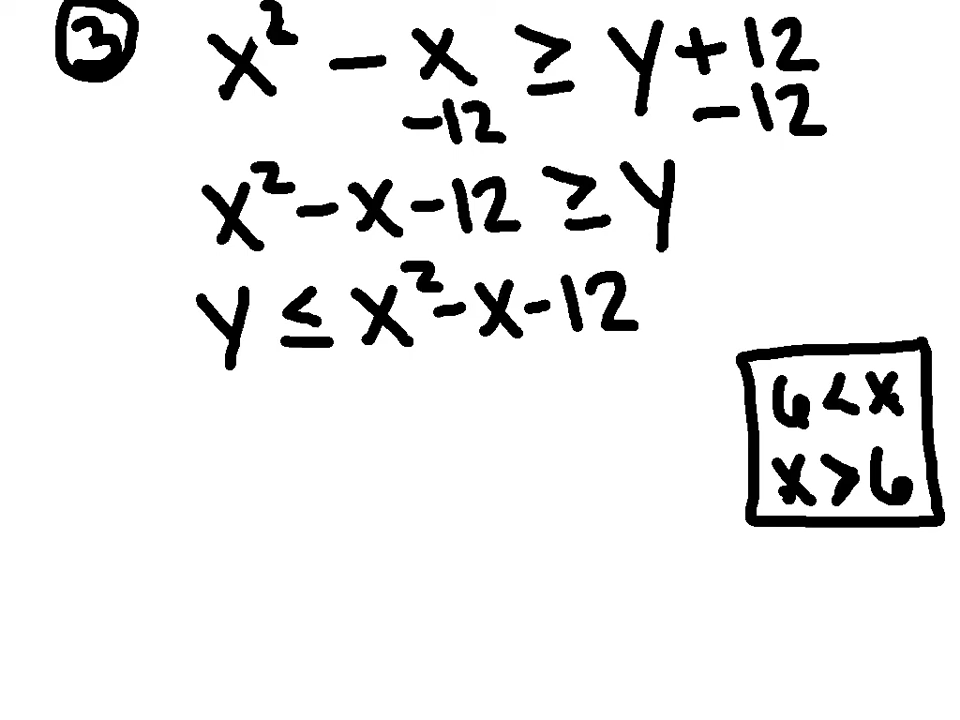 ③ x² - x ≥ y + 12
-12 -12
x² - x - 12 ≥ y
y ≤ x² - x - 12
6 < x
x > 6